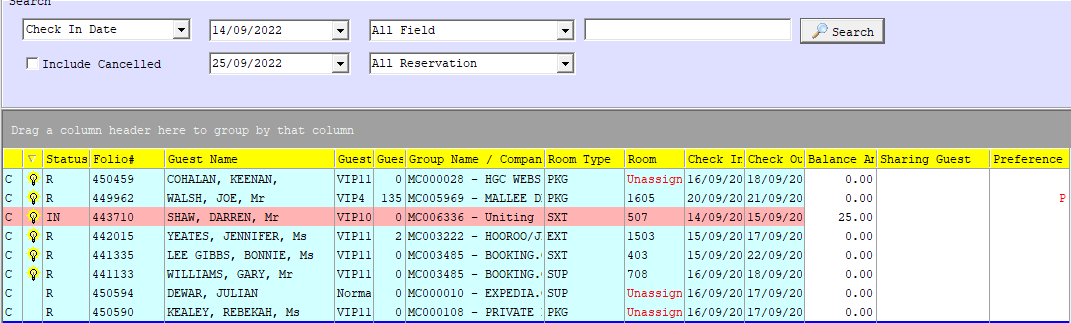 Search
Check In Date 14/09/2022 All Field Search
Include Cancelled 25/09/2022 All Reservation
Drag a column header here to group by that column
Status Folio# Guest Name Guest Gues Group Name / Compan Room Type Room Check In Check Ou Balance Am Sharing Guest Preference
C R 450459 COHALAN, KEENAN, VIP11 0 MC000028 - HGC WEBS PKG Unassign 16/09/20 18/09/20 0.00
C R 449962 WALSH, JOE, Mr VIP4 135 MC005969 - MALLEE D PKG 1605 20/09/20 21/09/20 0.00 P
C IN 443710 SHAW, DARREN, Mr VIP10 0 MC006336 - Uniting SXT 507 14/09/20 15/09/20 25.00
C R 442015 YEATES, JENNIFER, Ms VIP11 2 MC003222 - HOOROO/J EXT 1503 15/09/20 17/09/20 0.00
C R 441335 LEE GIBBS, BONNIE, Ms VIP11 0 MC003485 - BOOKING. SXT 403 15/09/20 22/09/20 0.00
C R 441133 WILLIAMS, GARY, Mr VIP11 0 MC003485 - BOOKING. SUP 708 16/09/20 18/09/20 0.00
C R 450594 DEWAR, JULIAN Norma 0 MC000010 - EXPEDIA. SUP Unassign 16/09/20 17/09/20 0.00
C R 450590 KEALEY, REBEKAH, Ms VIP11 0 MC000108 - PRIVATE PKG Unassign 16/09/20 17/09/20 0.00